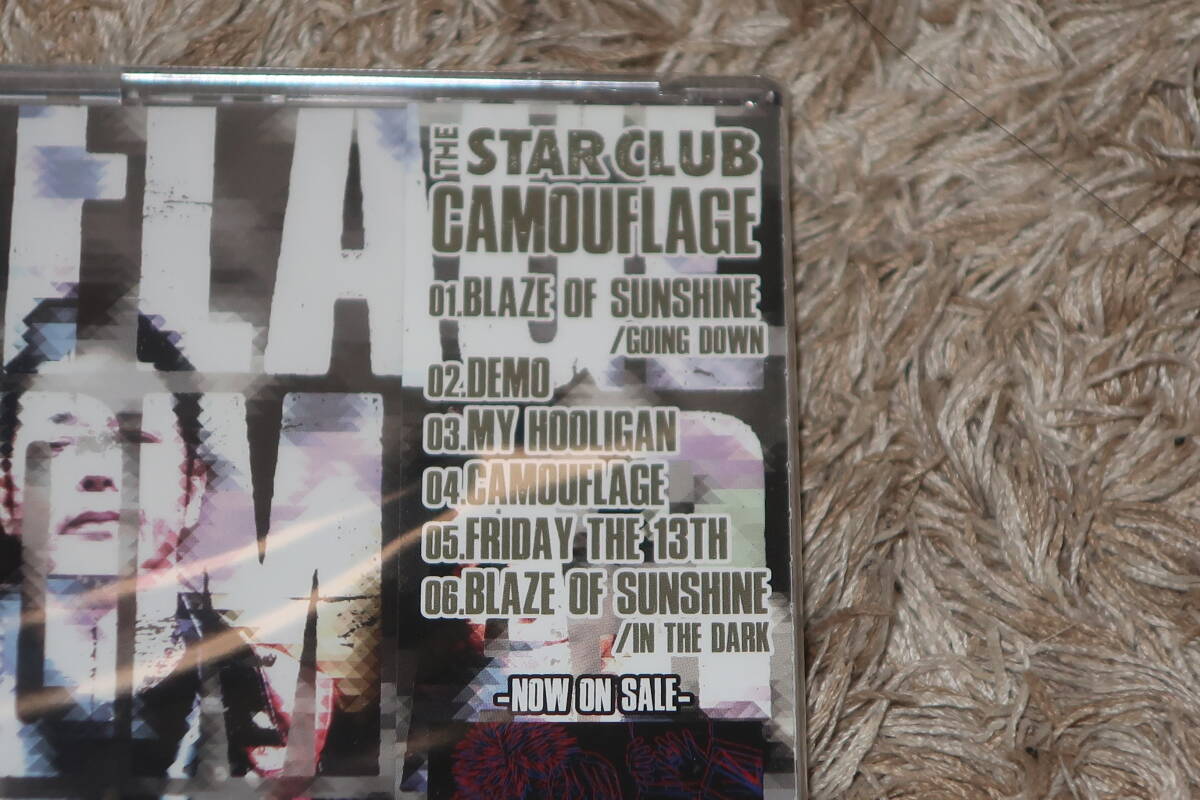 THE STAR CLUB
CAMOUFLAGE
01.BLAZE OF SUNSHINE
/GOING DOWN
02.DEMO
03.MY HOOLIGAN
04.CAMOUFLAGE
05.FRIDAY THE 13TH
06.BLAZE OF SUNSHINE
/IN THE DARK
-NOW ON SALE-